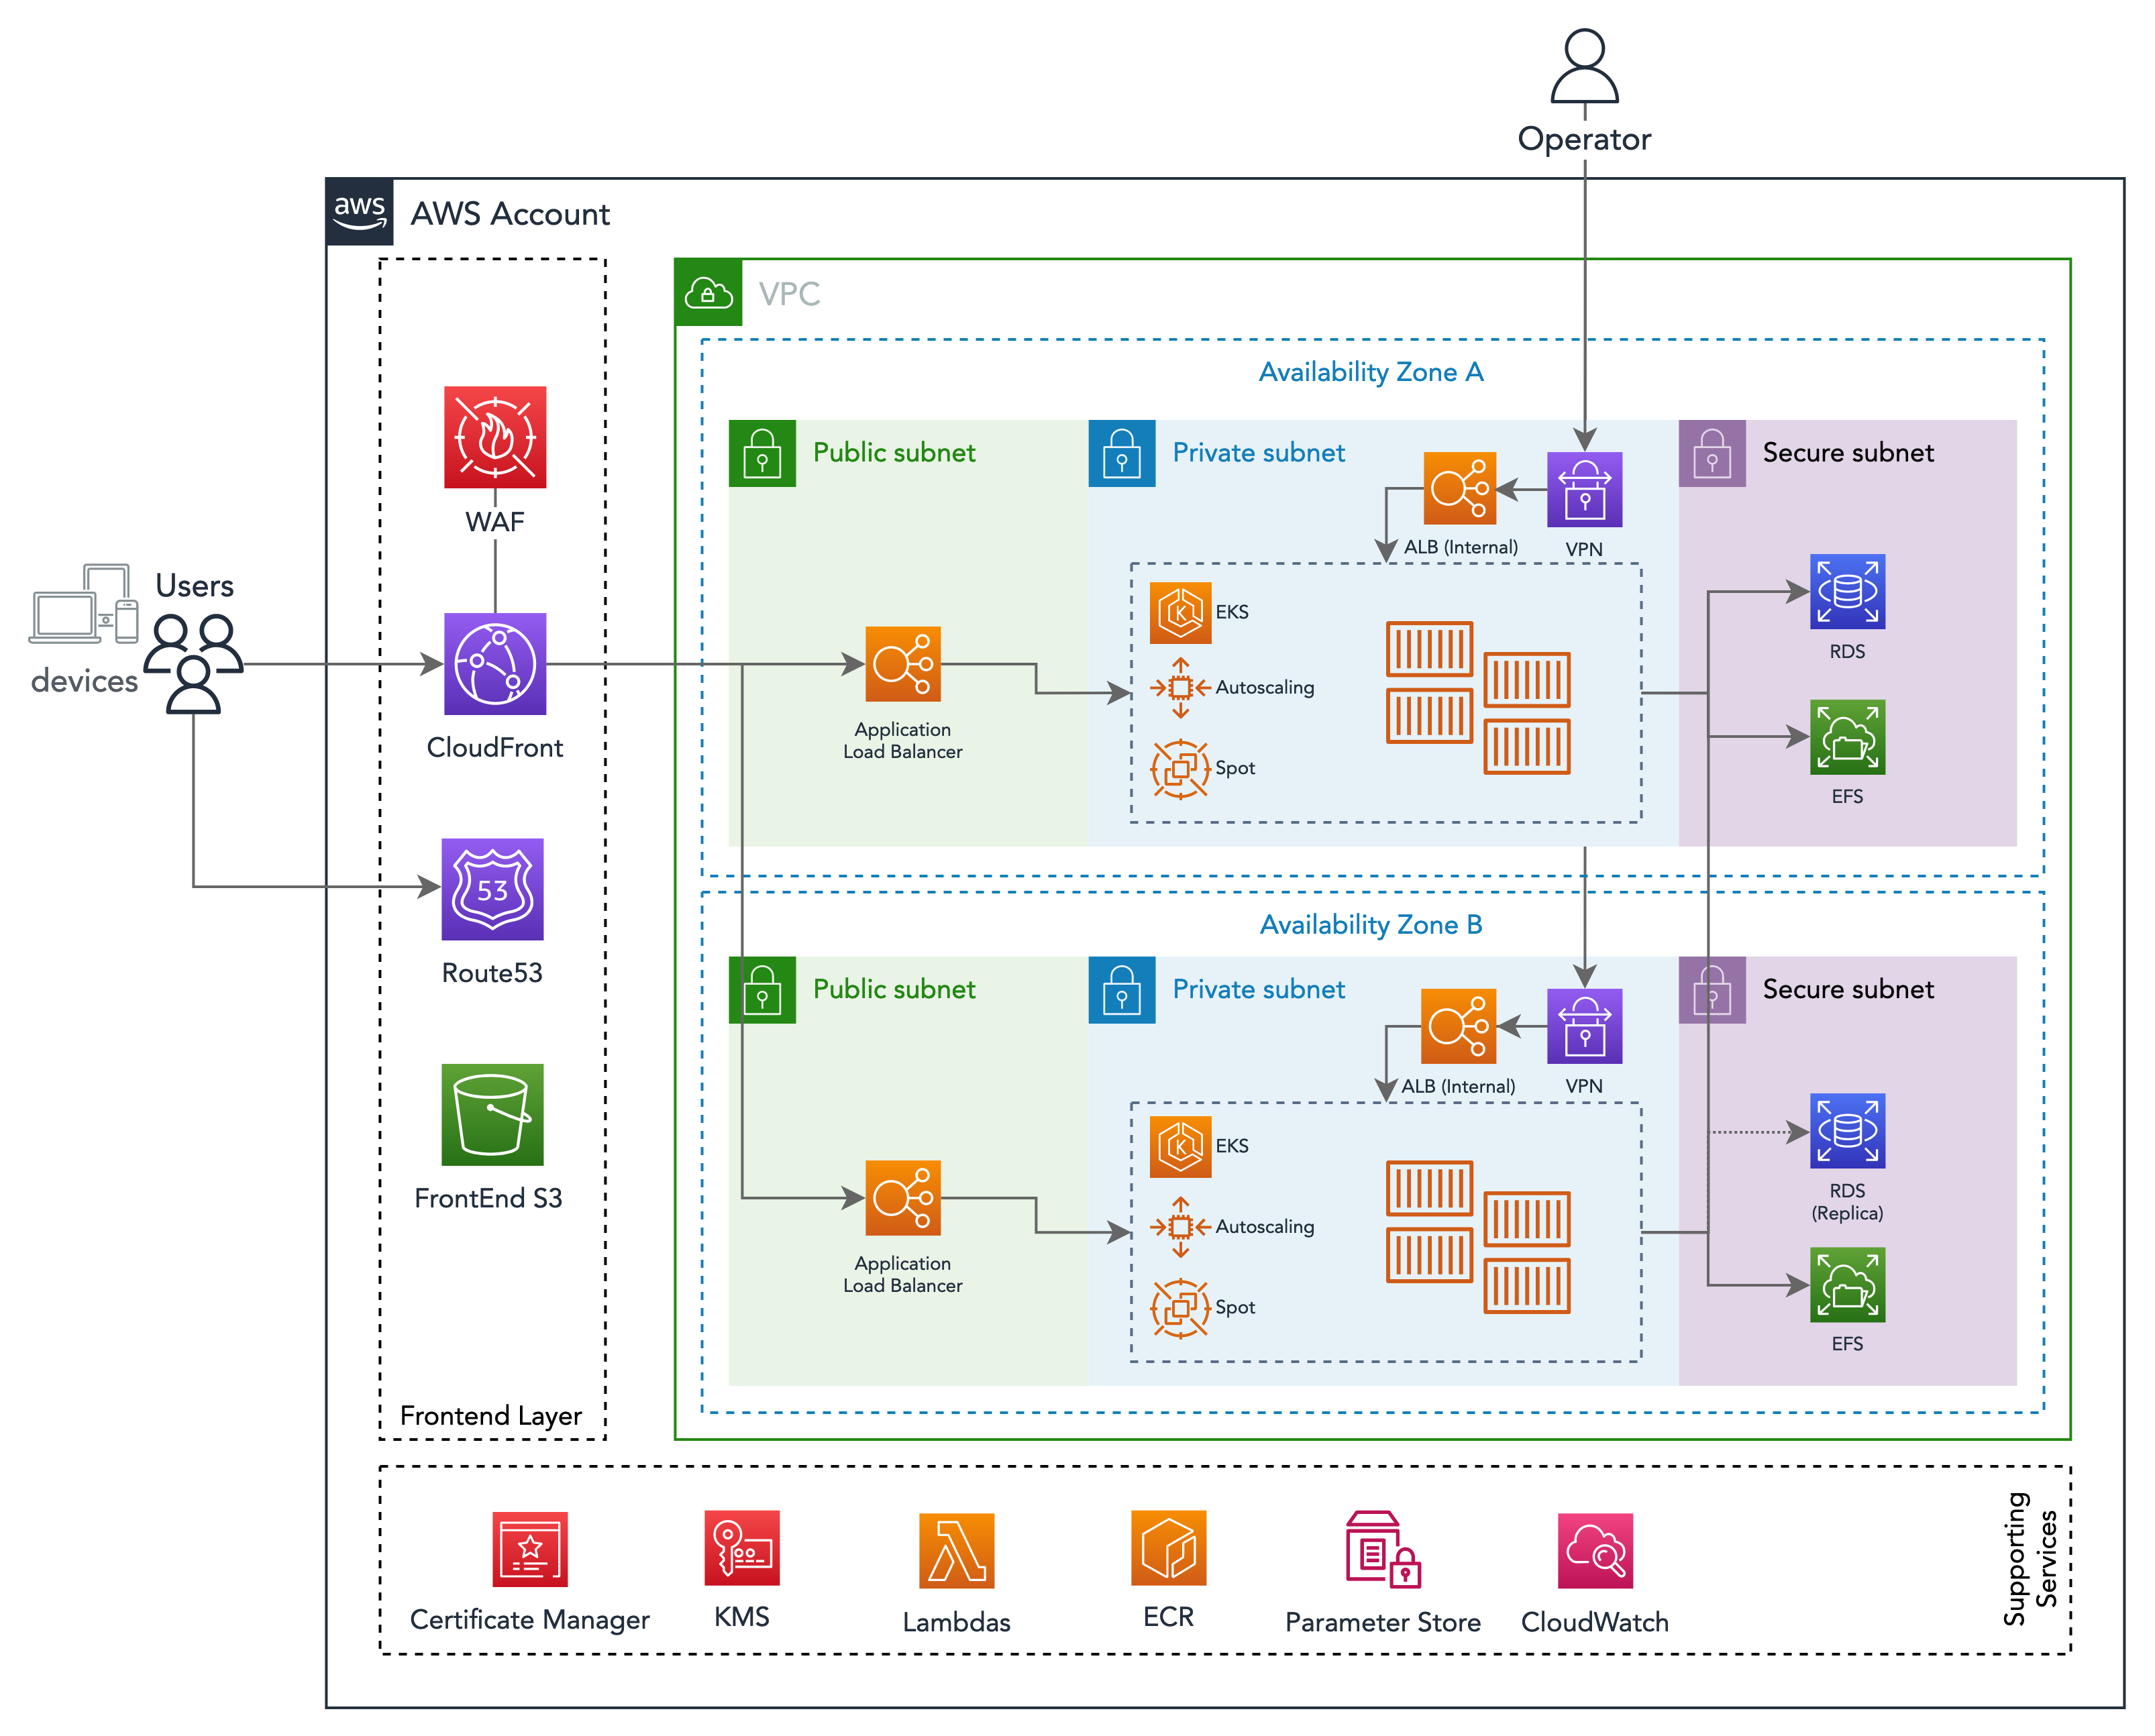 Operator
aws
AWS Account
VPC
Availability Zone A
Public subnet
Private subnet
Secure subnet
WAF
ALB (Internal)
VPN
Users
devices
CloudFront
EKS
Autoscaling
Spot
Application
Load Balancer
RDS
EFS
53
Route53
Availability Zone B
Public subnet
Private subnet
Secure subnet
ALB (Internal)
VPN
FrontEnd S3
EKS
Autoscaling
Spot
Application
Load Balancer
RDS
(Replica)
EFS
Frontend Layer
Certificate Manager
KMS
Lambdas
ECR
Parameter Store
CloudWatch
Supporting
Services